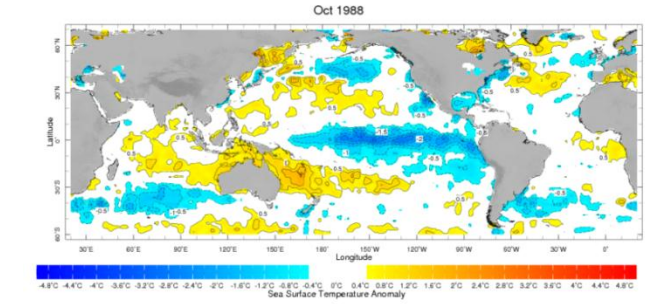 Oct 1988
Latitude
60°N
30°N
0°
30°S
60°S
30°E 60°E 90°E 120°E 150°E 180° 150°W 120°W 90°W 60°W 30°W 0°
Longitude
-4.8°C -4.4°C -4°C -3.6°C -3.2°C -2.8°C -2.4°C -2°C -1.6°C -1.2°C -0.8°C -0.4°C 0°C 0.4°C 0.8°C 1.2°C 1.6°C 2°C 2.4°C 2.8°C 3.2°C 3.6°C 4°C 4.4°C 4.8°C
Sea Surface Temperature Anomaly